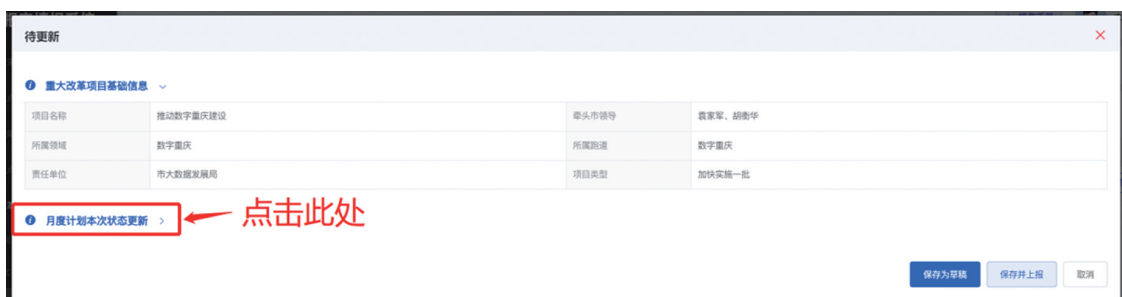 待更新
重大改革项目基础信息
项目名称 推动数字重庆建设 牵头市领导 袁家军、胡衡华
所属领域 数字重庆 所属跑道 数字重庆
责任单位 市大数据发展局 项目类型 加快实施一批
月度计划本次状态更新 点击此处
保存为草稿 保存并上报 取消